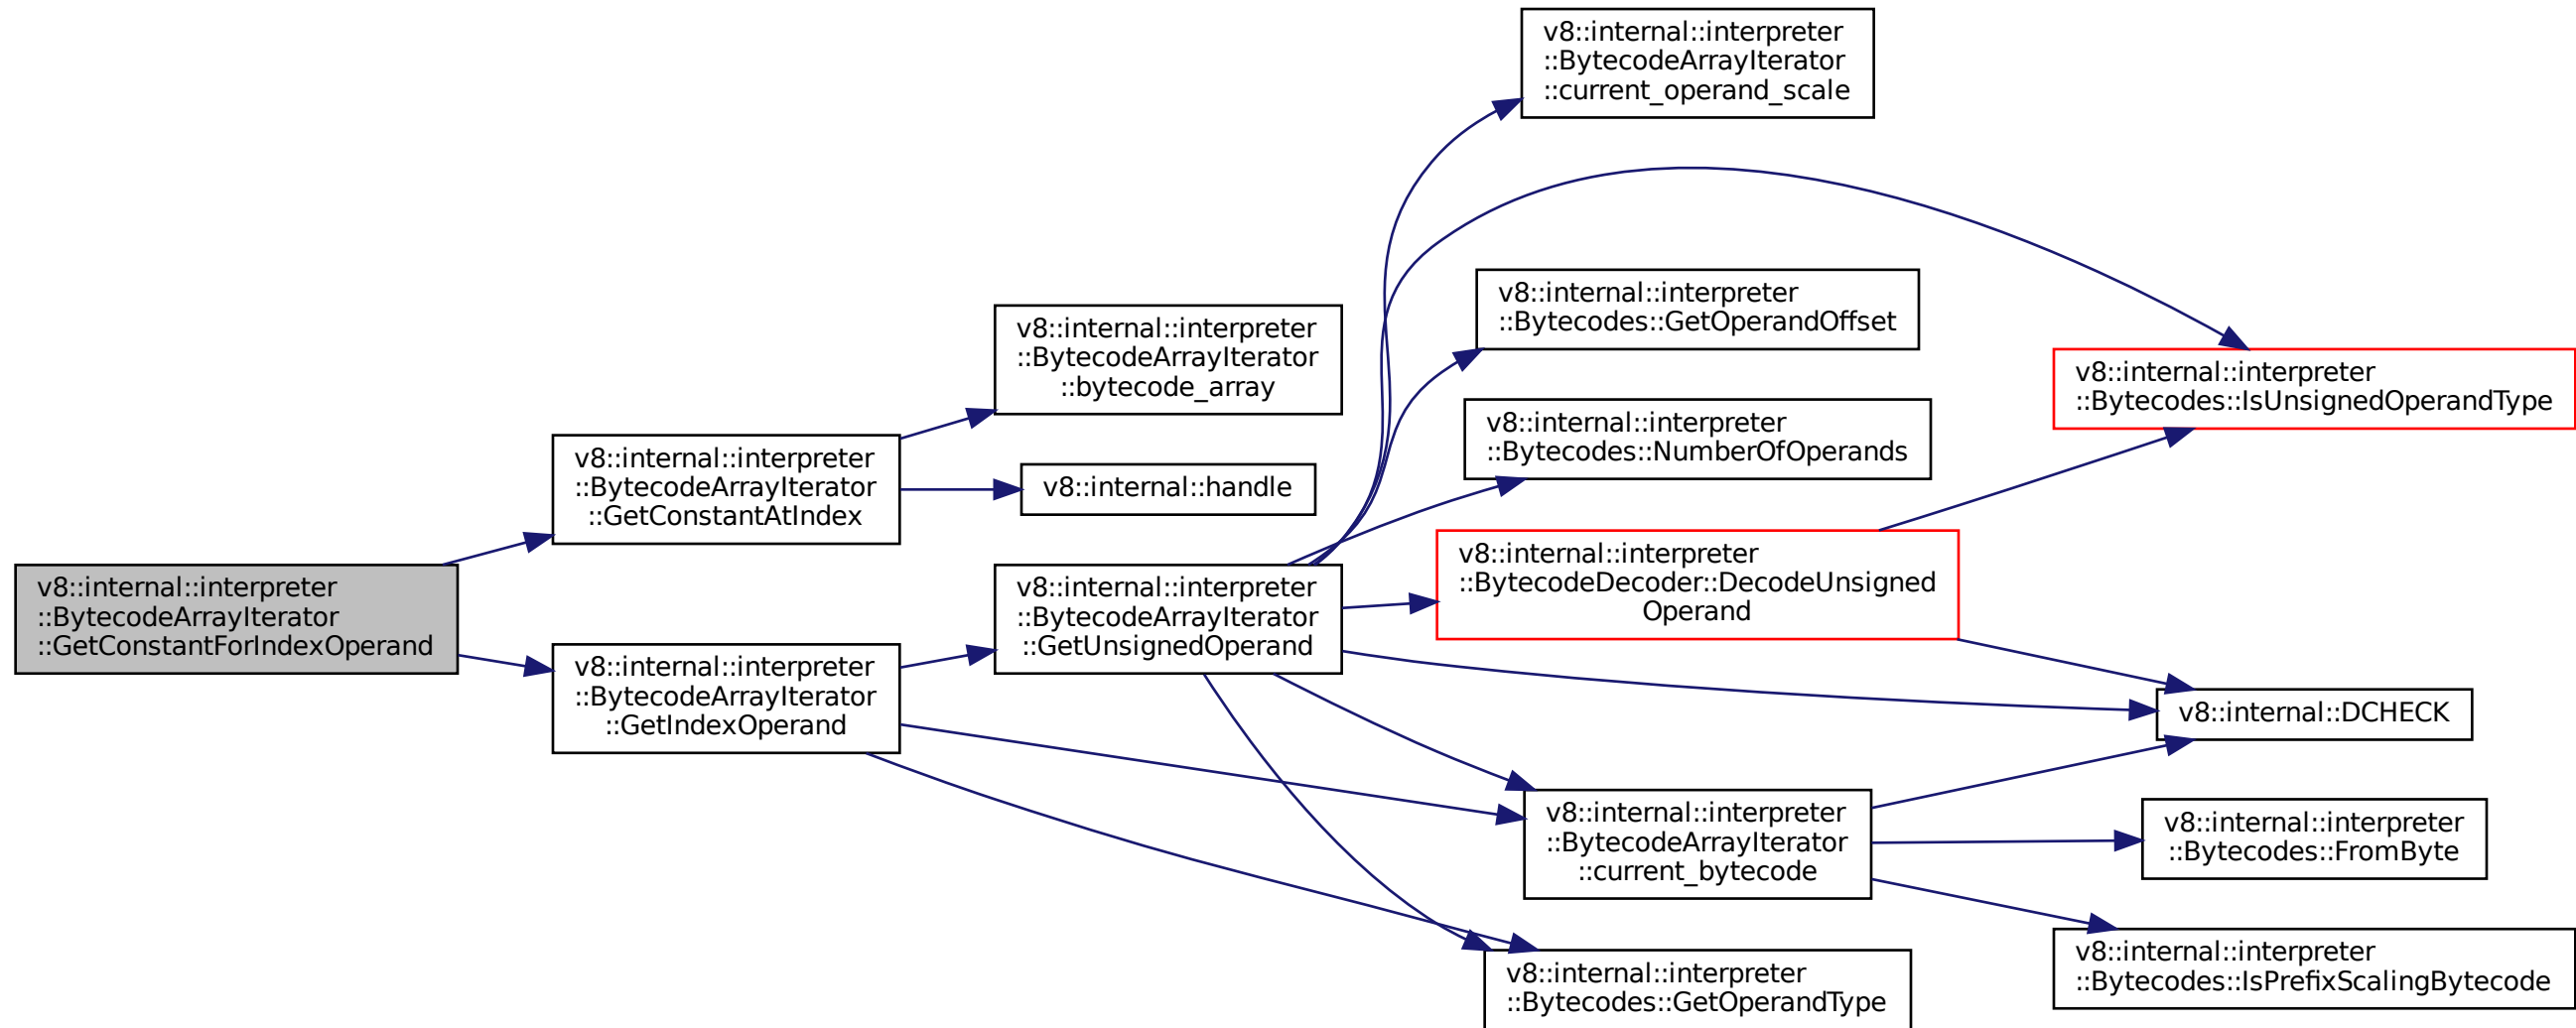 v8::internal::interpreter
::BytecodeArrayIterator
::GetConstantForIndexOperand
v8::internal::interpreter
::BytecodeArrayIterator
::GetConstantAtIndex
v8::internal::interpreter
::BytecodeArrayIterator
::GetIndexOperand
v8::internal::interpreter
::BytecodeArrayIterator
::bytecode_array
v8::internal::handle
v8::internal::interpreter
::BytecodeArrayIterator
::GetUnsignedOperand
v8::internal::interpreter
::BytecodeArrayIterator
::current_operand_scale
v8::internal::interpreter
::Bytecodes::GetOperandOffset
v8::internal::interpreter
::Bytecodes::NumberOfOperands
v8::internal::interpreter
::BytecodeDecoder::DecodeUnsigned
Operand
v8::internal::interpreter
::BytecodeArrayIterator
::current_bytecode
v8::internal::interpreter
::Bytecodes::GetOperandType
v8::internal::interpreter
::Bytecodes::IsUnsignedOperandType
v8::internal::DCHECK
v8::internal::interpreter
::Bytecodes::FromByte
v8::internal::interpreter
::Bytecodes::IsPrefixScalingBytecode